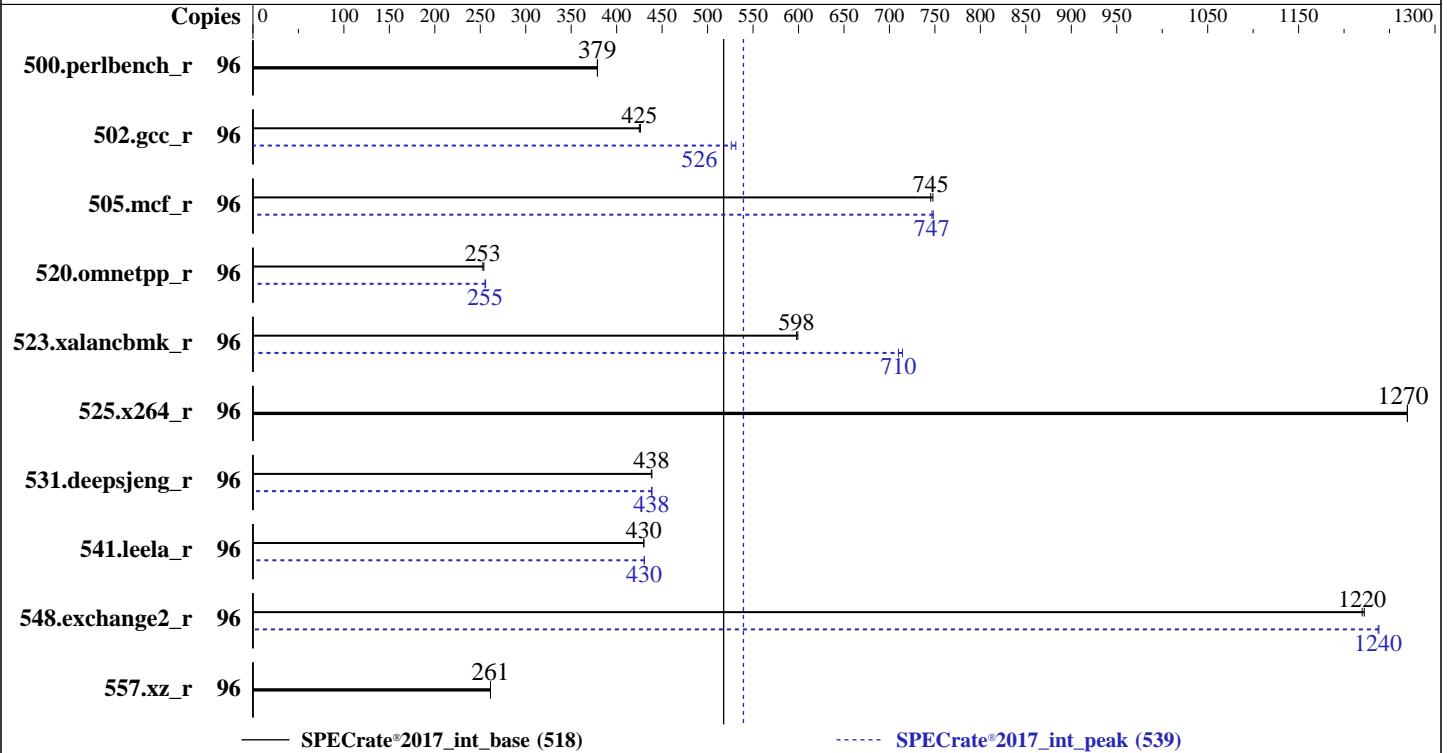 Copies 0 100 150 200 250 300 350 400 450 500 550 600 650 700 750 800 850 900 950 1050 1150 1300
379
500.perlbench_r 96
425
502.gcc_r 96
526
745
505.mcf_r 96
747
253
520.omnetpp_r 96
255
598
523.xalancbmk_r 96
710
1270
525.x264_r 96
438
531.deepsjeng_r 96
438
430
541.leela_r 96
430
1220
548.exchange2_r 96
1240
261
557.xz_r 96
SPECrate®2017_int_base (518) SPECrate®2017_int_peak (539)